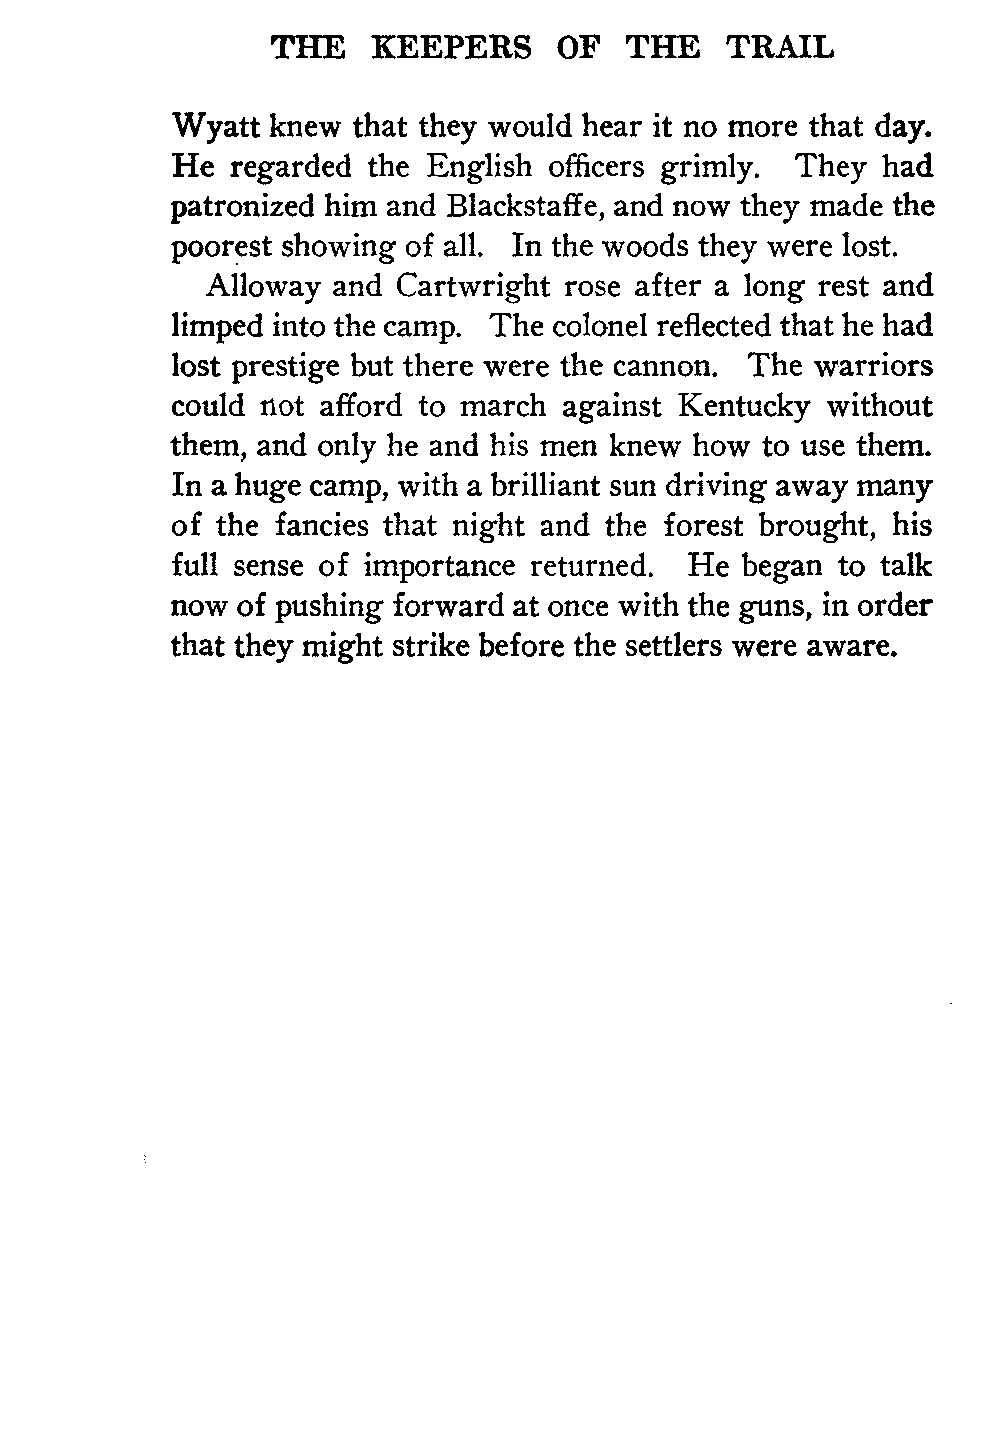 THE KEEPERS OF THE TRAIL
Wyatt knew that they would hear it no more that day.
He regarded the English officers grimly. They had
patronized him and Blackstaffe, and now they made the
poorest showing of all. In the woods they were lost.
Alloway and Cartwright rose after a long rest and
limped into the camp. The colonel reflected that he had
lost prestige but there were the cannon. The warriors
could not afford to march against Kentucky without
them, and only he and his men knew how to use them.
In a huge camp, with a brilliant sun driving away many
of the fancies that night and the forest brought, his
full sense of importance returned. He began to talk
now of pushing forward at once with the guns, in order
that they might strike before the settlers were aware.